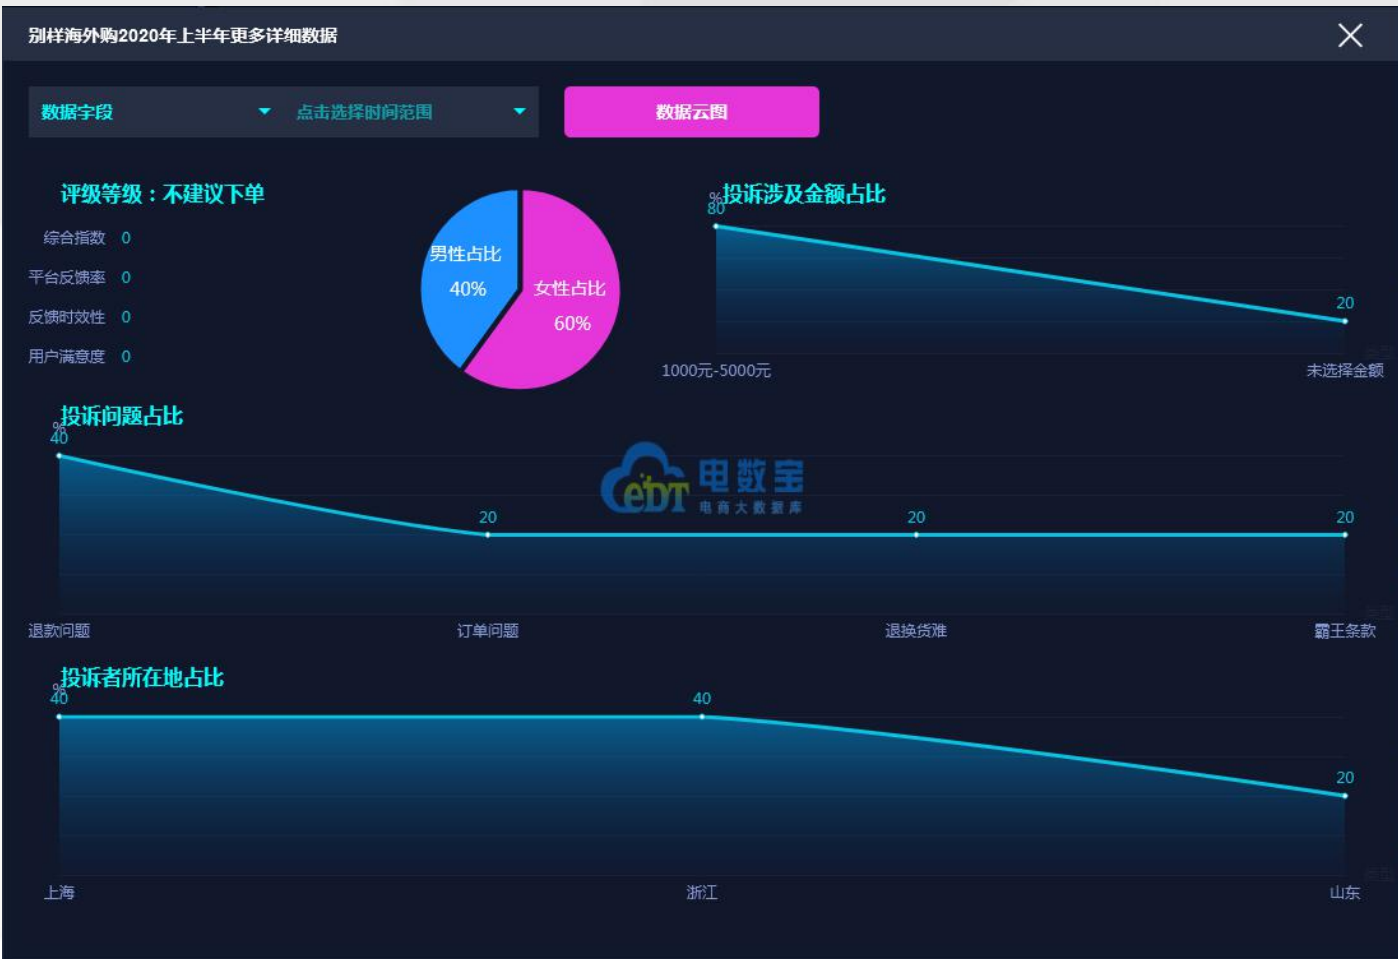 别样海外购2020年上半年更多详细数据
数据字段
点击选择时间范围
数据云图
评级等级：不建议下单
综合指数 0
平台反馈率 0
反馈时效性 0
用户满意度 0
男性占比
40%
女性占比
60%
投诉涉及金额占比
%
80
20
1000元-5000元
未选择金额
投诉问题占比
%
40
20
20
20
退款问题
订单问题
退换货难
霸王条款
eDT 电数宝
电商大数据库
投诉者所在地占比
%
40
40
20
上海
浙江
山东